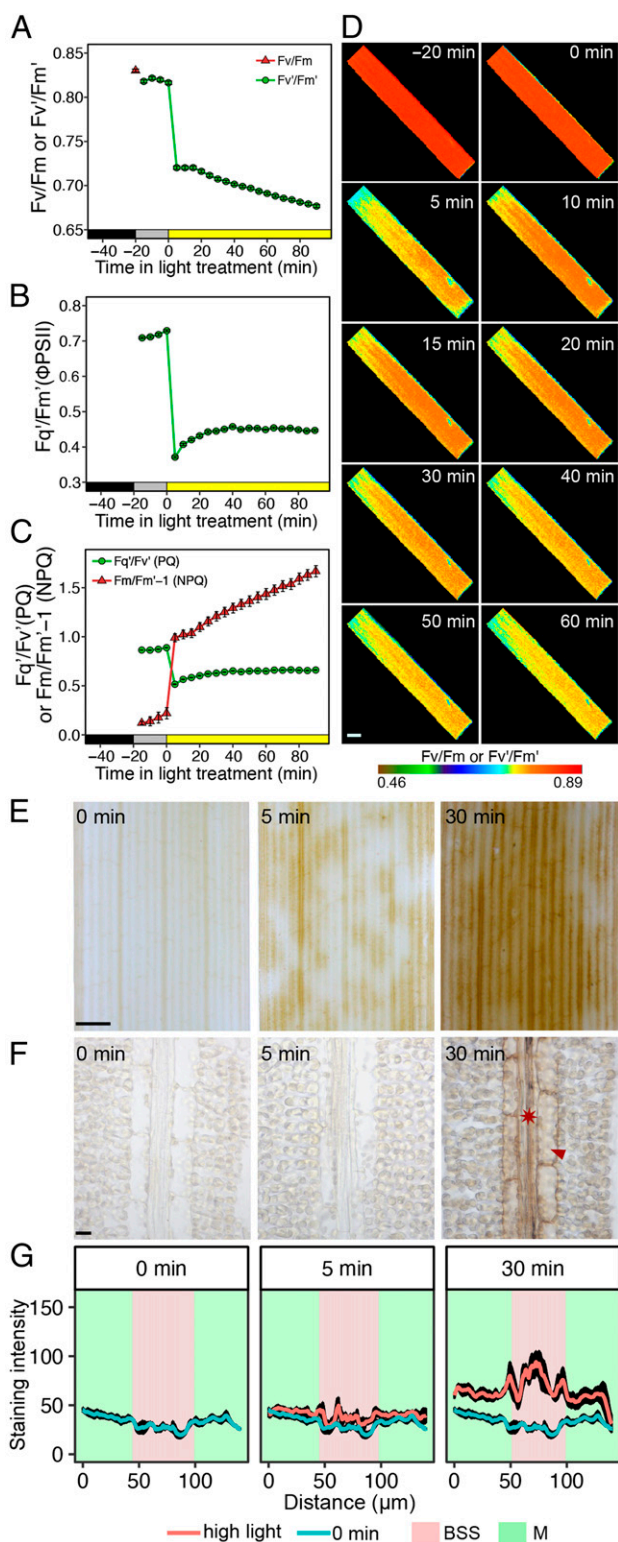 A
0.85
0.80
0.75
0.70
0.65
Fv/Fm or Fv'/Fm'
Fv/Fm
Fv'/Fm'
−40 −20 0 20 40 60 80
Time in light treatment (min)
B
0.7
0.6
0.5
0.4
0.3
Fq'/Fm'(ΦPSII)
−40 −20 0 20 40 60 80
Time in light treatment (min)
C
Fq'/Fv' (PQ)
Fm/Fm'−1 (NPQ)
1.5
1.0
0.5
0.0
Fq'/Fv'(PQ)
or Fm/Fm'−1 (NPQ)
−40 −20 0 20 40 60 80
Time in light treatment (min)
D
−20 min
0 min
5 min
10 min
15 min
20 min
30 min
40 min
50 min
60 min
Fv/Fm or Fv'/Fm'
0.46 0.89
E
0 min
5 min
30 min
F
0 min
5 min
30 min
G
0 min
5 min
30 min
Staining intensity
150
100
50
0
0 50 100
0 50 100
0 50 100
Distance (μm)
high light
0 min
BSS
M